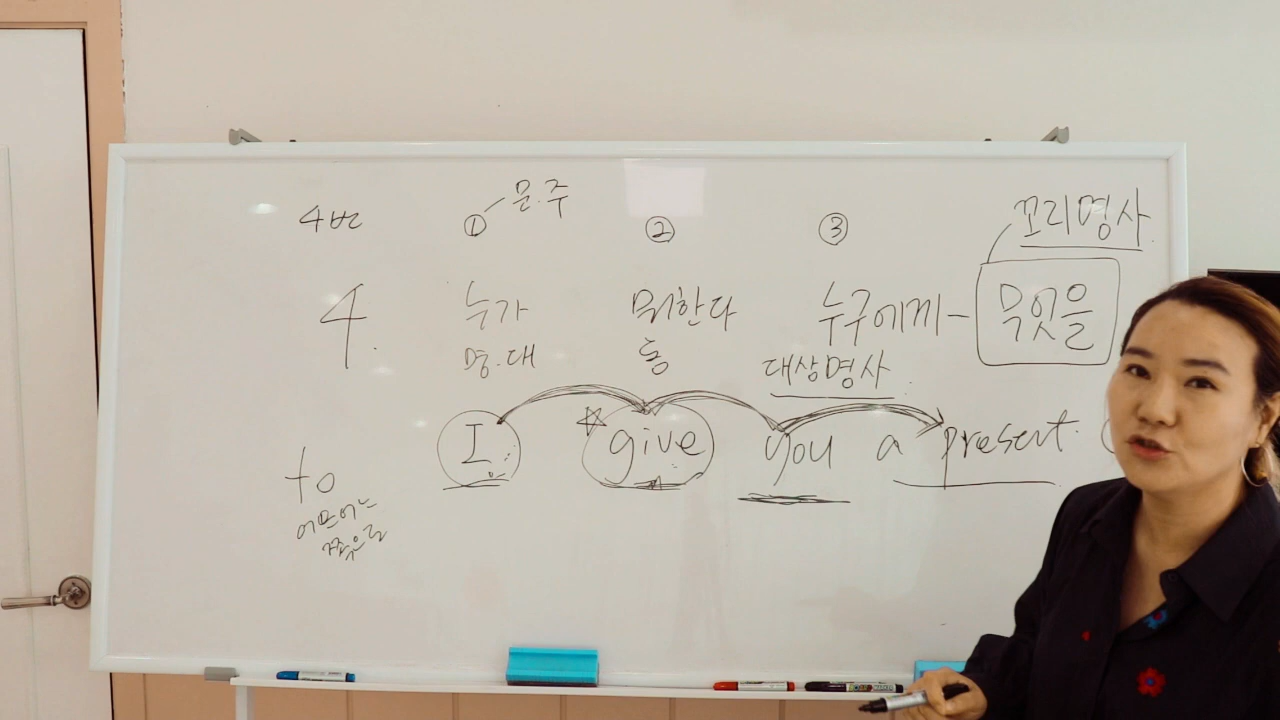 4번 ① 문.주 ② ③ 꼬리명사
4. 누가 뭐한다 누구에게 - 무엇을
명.대 동 대상명사
I ☆ give you a present.
to